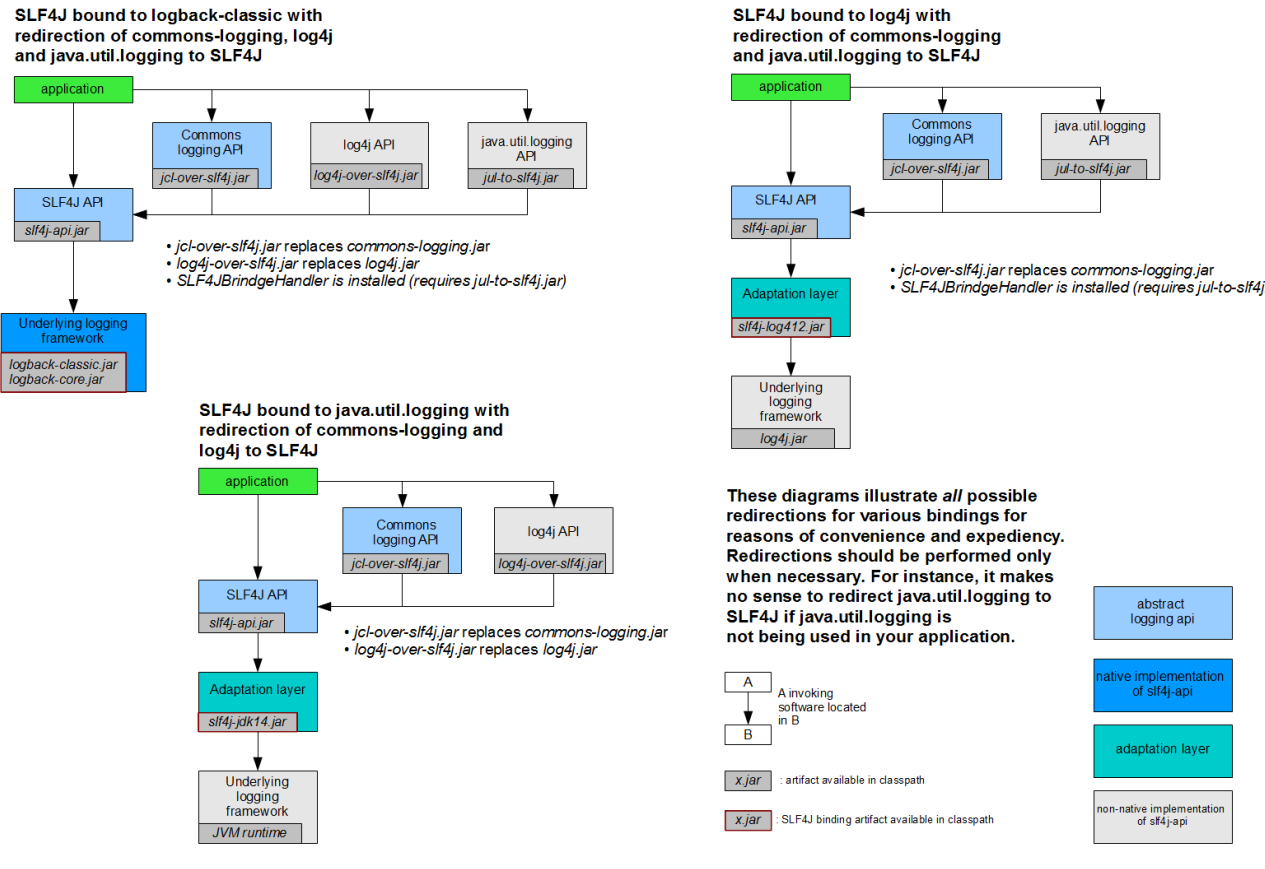 SLF4J bound to logback-classic with
redirection of commons-logging, log4j
and java.util.logging to SLF4J
application
Commons
logging API
jcl-over-slf4j.jar
log4j API
log4j-over-slf4j.jar
java.util.logging
API
jul-to-slf4j.jar
SLF4J API
slf4j-api.jar
• jcl-over-slf4j.jar replaces commons-logging.jar
• log4j-over-slf4j.jar replaces log4j.jar
• SLF4JBrindgeHandler is installed (requires jul-to-slf4j.jar)
Underlying logging
framework
logback-classic.jar
logback-core.jar
SLF4J bound to log4j with
redirection of commons-logging
and java.util.logging to SLF4J
application
Commons
logging API
jcl-over-slf4j.jar
java.util.logging
API
jul-to-slf4j.jar
SLF4J API
slf4j-api.jar
• jcl-over-slf4j.jar replaces commons-logging.jar
• SLF4JBrindgeHandler is installed (requires jul-to-slf4j
Adaptation layer
slf4j-log412.jar
Underlying
logging
framework
log4j.jar
SLF4J bound to java.util.logging with
redirection of commons-logging and
log4j to SLF4J
application
Commons
logging API
jcl-over-slf4j.jar
log4j API
log4j-over-slf4j.jar
SLF4J API
slf4j-api.jar
• jcl-over-slf4j.jar replaces commons-logging.jar
• log4j-over-slf4j.jar replaces log4j.jar
Adaptation layer
slf4j-jdk14.jar
Underlying
logging
framework
JVM runtime
These diagrams illustrate all possible
redirections for various bindings for
reasons of convenience and expediency.
Redirections should be performed only
when necessary. For instance, it makes
no sense to redirect java.util.logging to
SLF4J if java.util.logging is
not being used in your application.
A
A invoking
software located
in B
B
x.jar : artifact available in classpath
x.jar : SLF4J binding artifact available in classpath
abstract
logging api
native implementation
of slf4j-api
adaptation layer
non-native implementation
of slf4j-api